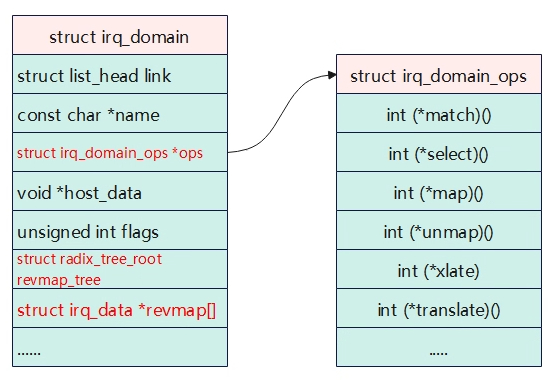 struct irq_domain
struct list_head link
const char *name
struct irq_domain_ops *ops
void *host_data
unsigned int flags
struct radix_tree_root
revmap_tree
struct irq_data *revmap[]
......
struct irq_domain_ops
int (*match)()
int (*select)()
int (*map)()
int (*unmap)()
int (*xlate)
int (*translate)()
.....